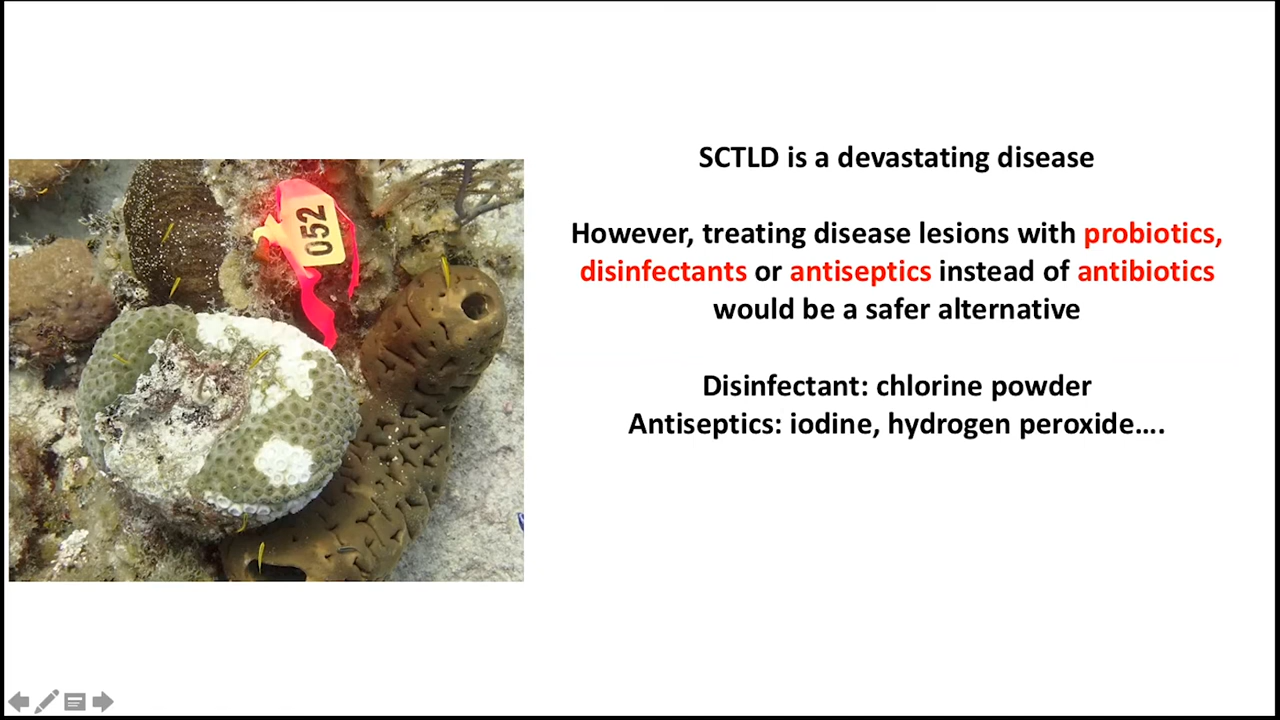 SCTLD is a devastating disease
However, treating disease lesions with probiotics,
disinfectants or antiseptics instead of antibiotics
would be a safer alternative
Disinfectant: chlorine powder
Antiseptics: iodine, hydrogen peroxide....
052